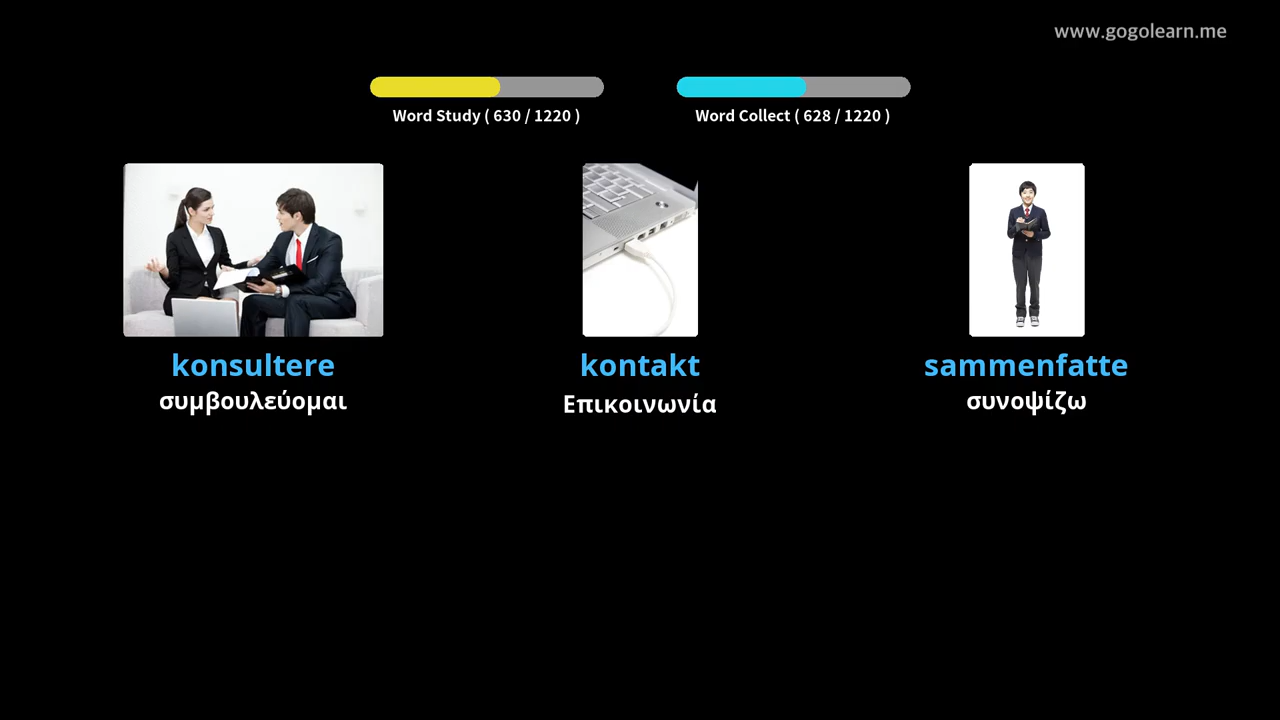 www.gogolearn.me
Word Study ( 630 / 1220 )
Word Collect ( 628 / 1220 )
konsultere
συμβουλεύομαι
kontakt
Επικοινωνία
sammenfatte
συνοψίζω